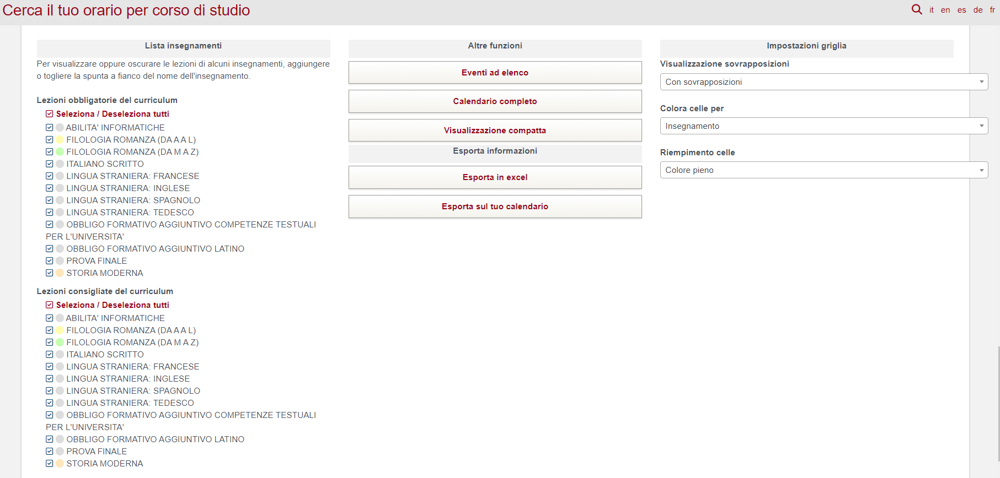 Cerca il tuo orario per corso di studio
it en es de fr
Lista insegnamenti
Per visualizzare oppure oscurare le lezioni di alcuni insegnamenti, aggiungere
o togliere la spunta a fianco del nome dell'insegnamento.
Lezioni obbligatorie del curriculum
Seleziona / Deseleziona tutti
ABILITA' INFORMATICHE
FILOLOGIA ROMANZA (DA A A L)
FILOLOGIA ROMANZA (DA M A Z)
ITALIANO SCRITTO
LINGUA STRANIERA: FRANCESE
LINGUA STRANIERA: INGLESE
LINGUA STRANIERA: SPAGNOLO
LINGUA STRANIERA: TEDESCO
OBBLIGO FORMATIVO AGGIUNTIVO COMPETENZE TESTUALI
PER L'UNIVERSITA'
OBBLIGO FORMATIVO AGGIUNTIVO LATINO
PROVA FINALE
STORIA MODERNA
Lezioni consigliate del curriculum
Seleziona / Deseleziona tutti
ABILITA' INFORMATICHE
FILOLOGIA ROMANZA (DA A A L)
FILOLOGIA ROMANZA (DA M A Z)
ITALIANO SCRITTO
LINGUA STRANIERA: FRANCESE
LINGUA STRANIERA: INGLESE
LINGUA STRANIERA: SPAGNOLO
LINGUA STRANIERA: TEDESCO
OBBLIGO FORMATIVO AGGIUNTIVO COMPETENZE TESTUALI
PER L'UNIVERSITA'
OBBLIGO FORMATIVO AGGIUNTIVO LATINO
PROVA FINALE
STORIA MODERNA
Altre funzioni
Eventi ad elenco
Calendario completo
Visualizzazione compatta
Esporta informazioni
Esporta in excel
Esporta sul tuo calendario
Impostazioni griglia
Visualizzazione sovrapposizioni
Con sovrapposizioni
Colora celle per
Insegnamento
Riempimento celle
Colore pieno